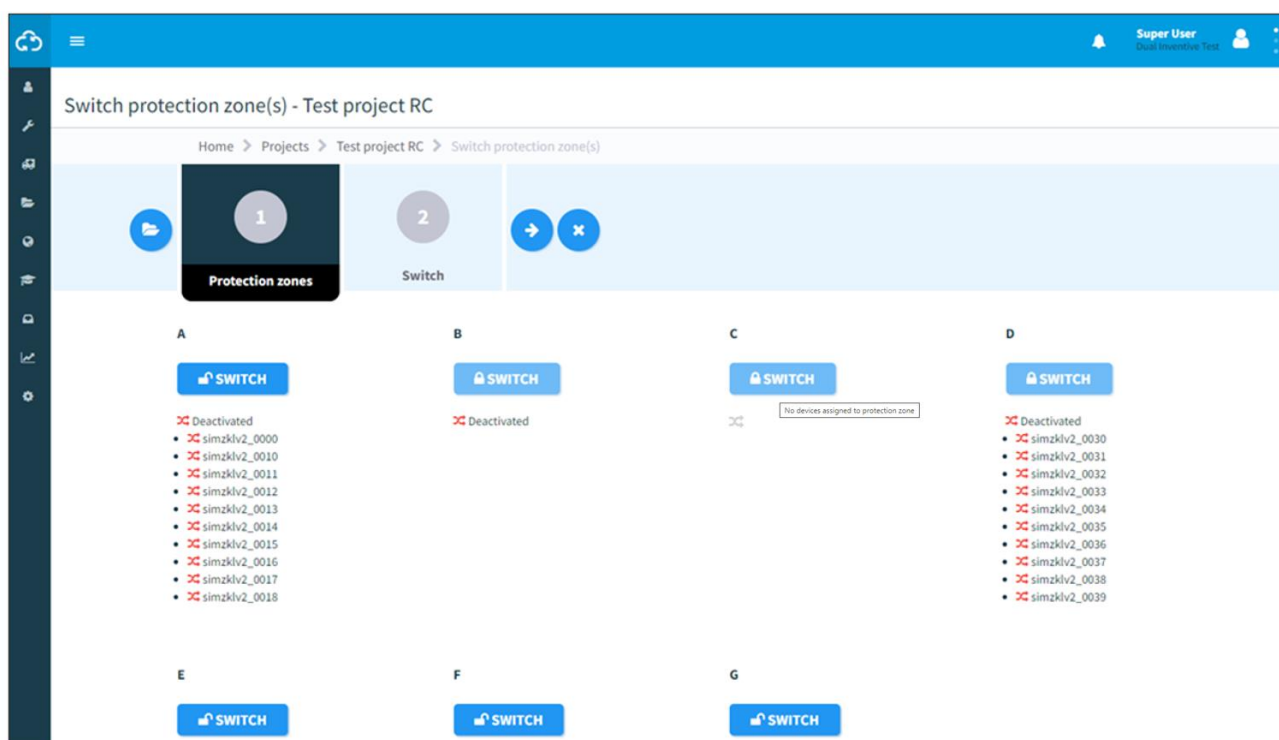 Super User
Dual Inventive Test
Switch protection zone(s) - Test project RC
Home > Projects > Test project RC > Switch protection zone(s)
1
2
Protection zones
Switch
A
B
C
D
SWITCH
SWITCH
SWITCH
SWITCH
No devices assigned to protection zone
Deactivated
Deactivated
Deactivated
• simzklv2_0000
• simzklv2_0010
• simzklv2_0011
• simzklv2_0012
• simzklv2_0013
• simzklv2_0014
• simzklv2_0015
• simzklv2_0016
• simzklv2_0017
• simzklv2_0018
• simzklv2_0030
• simzklv2_0031
• simzklv2_0032
• simzklv2_0033
• simzklv2_0034
• simzklv2_0035
• simzklv2_0036
• simzklv2_0037
• simzklv2_0038
• simzklv2_0039
E
F
G
SWITCH
SWITCH
SWITCH